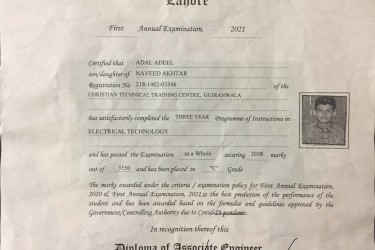 Lahore
First Annual Examination, 2021
Certified that ADAL ADEEL
son/daughter of NAVEED AKHTAR
Registration No 218-1402-03346 of the
CHRISTIAN TECHNICAL TRAINING CENTRE, GUJRANWALA
has satisfactorily completed the THREE YEAR Programme of Instructions in
ELECTRICAL TECHNOLOGY
and has passed the Examination as a Whole securing 2018 marks
out of 3550 and has been placed in "C" Grade
The marks awarded under the criteria / examination policy for First Annual Examination,
2020 & First Annual Examination, 2021, is the best prediction of the performance of the
student and has been awarded based on the formulae and guidelines approved by the
Government/Controlling Authority due to Covid-19 pandemic.
In recognition thereof this
Diploma of Associate Engineer